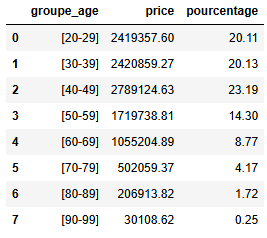 groupe_age price pourcentage
0 [20-29] 2419357.60 20.11
1 [30-39] 2420859.27 20.13
2 [40-49] 2789124.63 23.19
3 [50-59] 1719738.81 14.30
4 [60-69] 1055204.89 8.77
5 [70-79] 502059.37 4.17
6 [80-89] 206913.82 1.72
7 [90-99] 30108.62 0.25